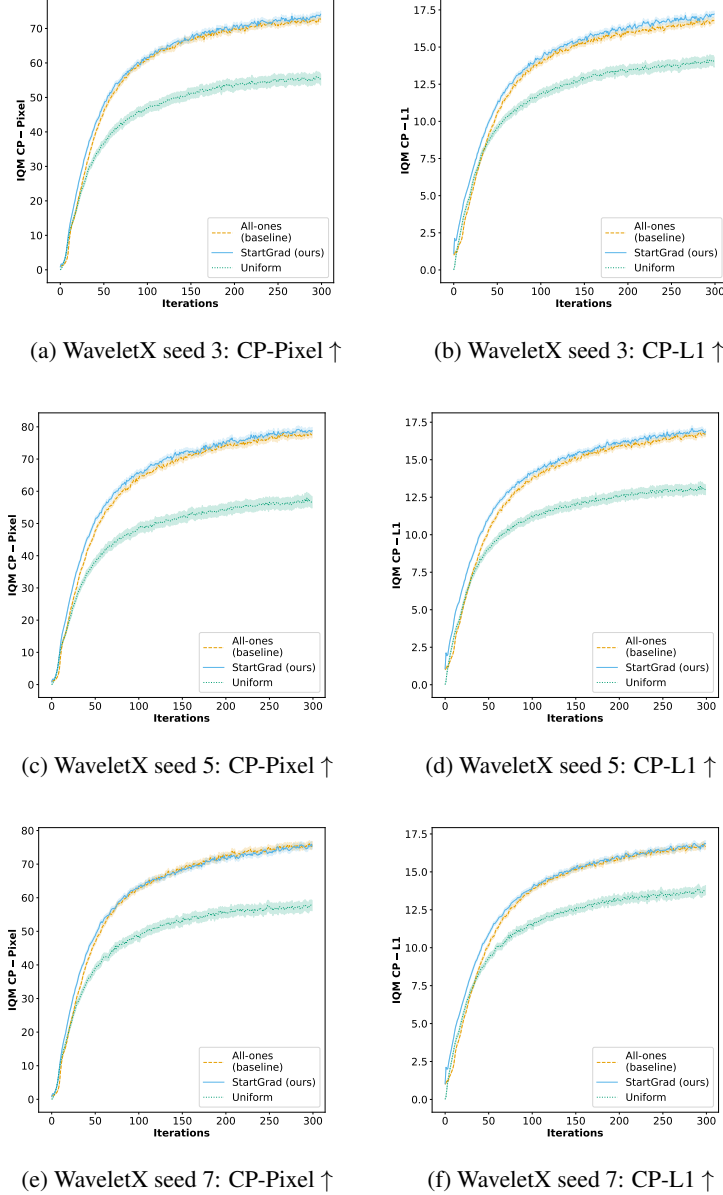 70
60
50
40
30
20
10
0
IQM CP−Pixel
All-ones
(baseline)
StartGrad (ours)
Uniform
0 50 100 150 200 250 300
Iterations
17.5
15.0
12.5
10.0
7.5
5.0
2.5
0.0
IQM CP−L1
All-ones
(baseline)
StartGrad (ours)
Uniform
0 50 100 150 200 250 300
Iterations
(a) WaveletX seed 3: CP-Pixel ↑
(b) WaveletX seed 3: CP-L1 ↑
80
70
60
50
40
30
20
10
0
IQM CP−Pixel
All-ones
(baseline)
StartGrad (ours)
Uniform
0 50 100 150 200 250 300
Iterations
17.5
15.0
12.5
10.0
7.5
5.0
2.5
0.0
IQM CP−L1
All-ones
(baseline)
StartGrad (ours)
Uniform
0 50 100 150 200 250 300
Iterations
(c) WaveletX seed 5: CP-Pixel ↑
(d) WaveletX seed 5: CP-L1 ↑
80
70
60
50
40
30
20
10
0
IQM CP−Pixel
All-ones
(baseline)
StartGrad (ours)
Uniform
0 50 100 150 200 250 300
Iterations
17.5
15.0
12.5
10.0
7.5
5.0
2.5
0.0
IQM CP−L1
All-ones
(baseline)
StartGrad (ours)
Uniform
0 50 100 150 200 250 300
Iterations
(e) WaveletX seed 7: CP-Pixel ↑
(f) WaveletX seed 7: CP-L1 ↑